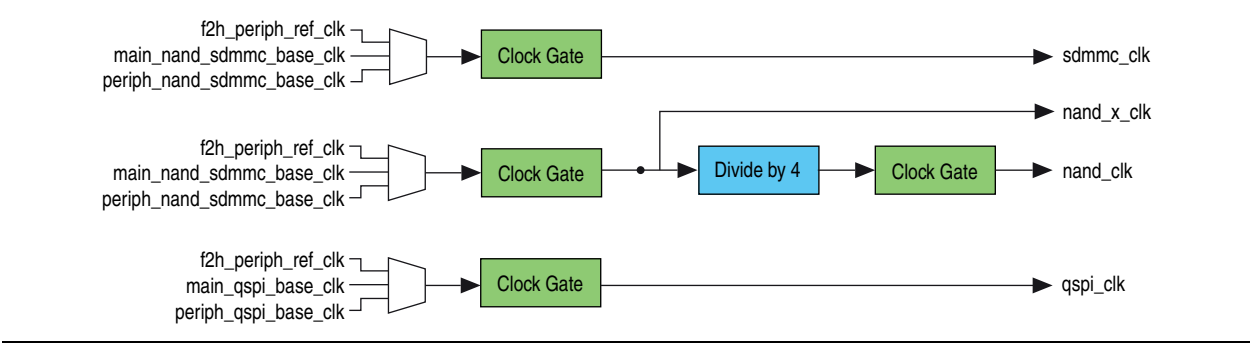 f2h_periph_ref_clk
main_nand_sdmmc_base_clk
periph_nand_sdmmc_base_clk
Clock Gate
sdmmc_clk
nand_x_clk
f2h_periph_ref_clk
main_nand_sdmmc_base_clk
periph_nand_sdmmc_base_clk
Clock Gate
Divide by 4
Clock Gate
nand_clk
f2h_periph_ref_clk
main_qspi_base_clk
periph_qspi_base_clk
Clock Gate
qspi_clk